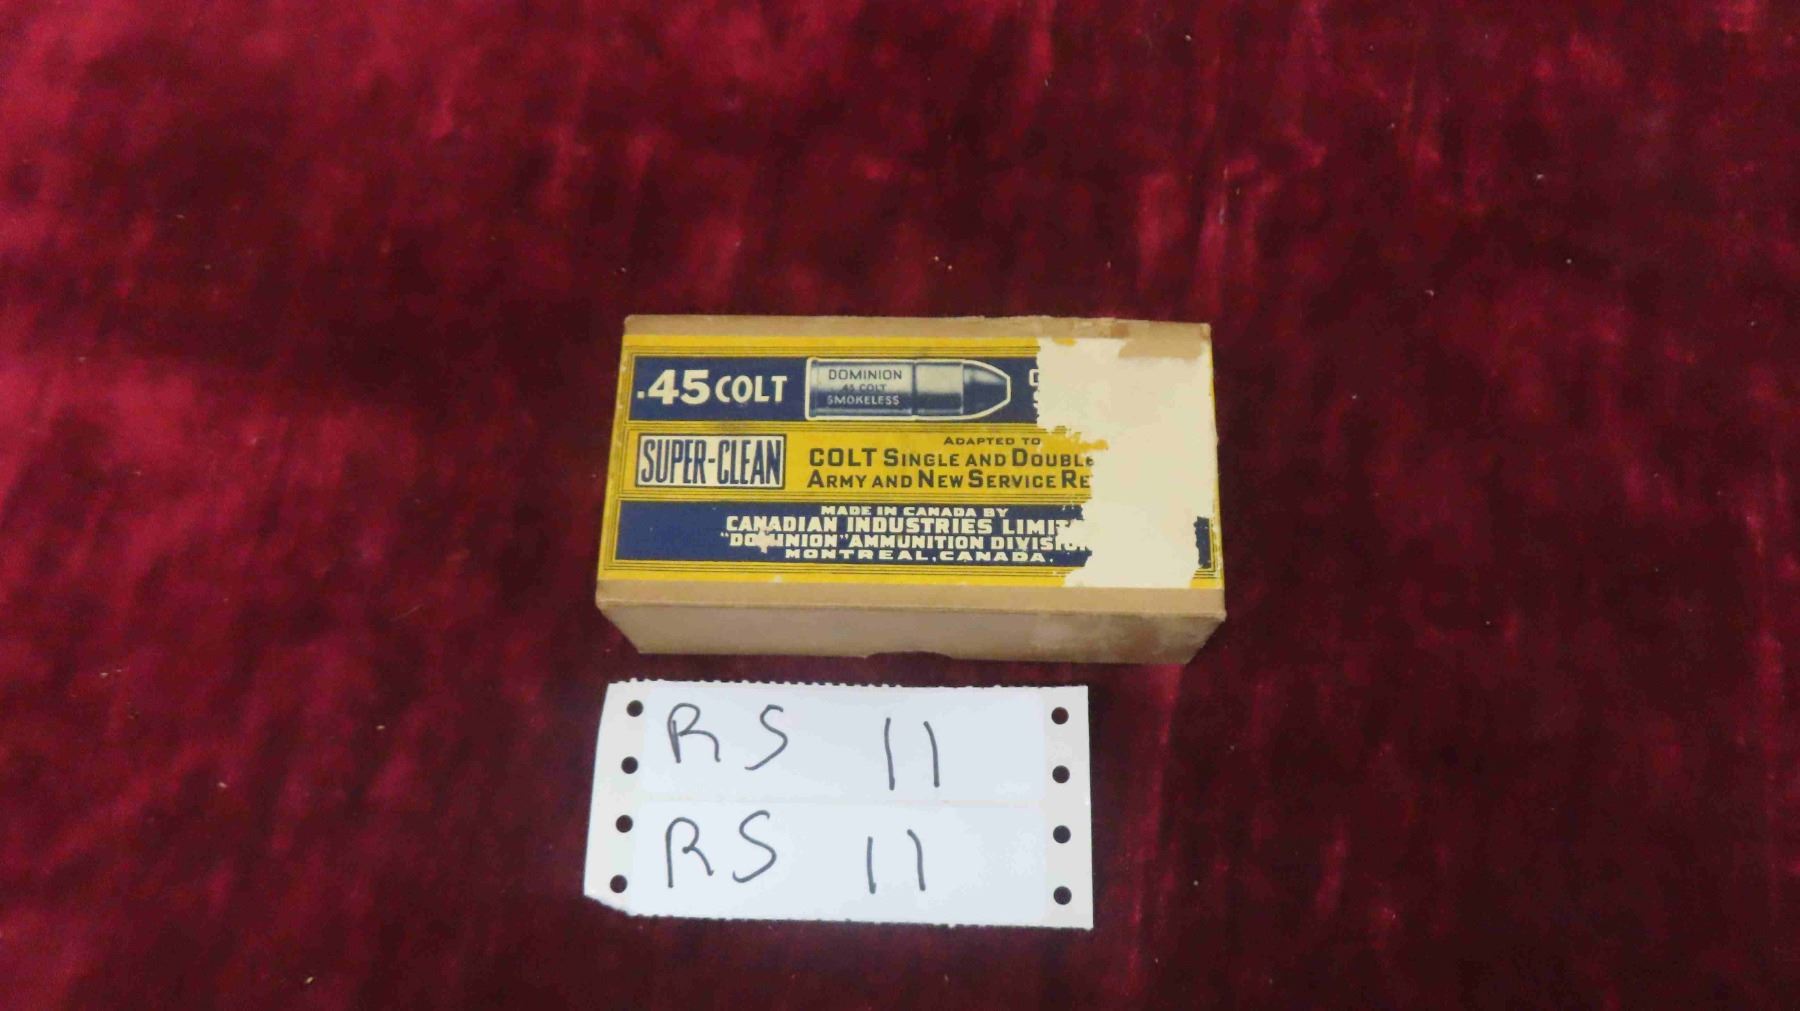 .45 COLT
DOMINION
.45 COLT
SMOKELESS
SUPER-CLEAN
ADAPTED TO
COLT SINGLE AND DOUBLE
ARMY AND NEW SERVICE RE
MADE IN CANADA BY
CANADIAN INDUSTRIES LIMIT
"DOMINION" AMMUNITION DIVISION
MONTREAL, CANADA.
RS 11
RS 11